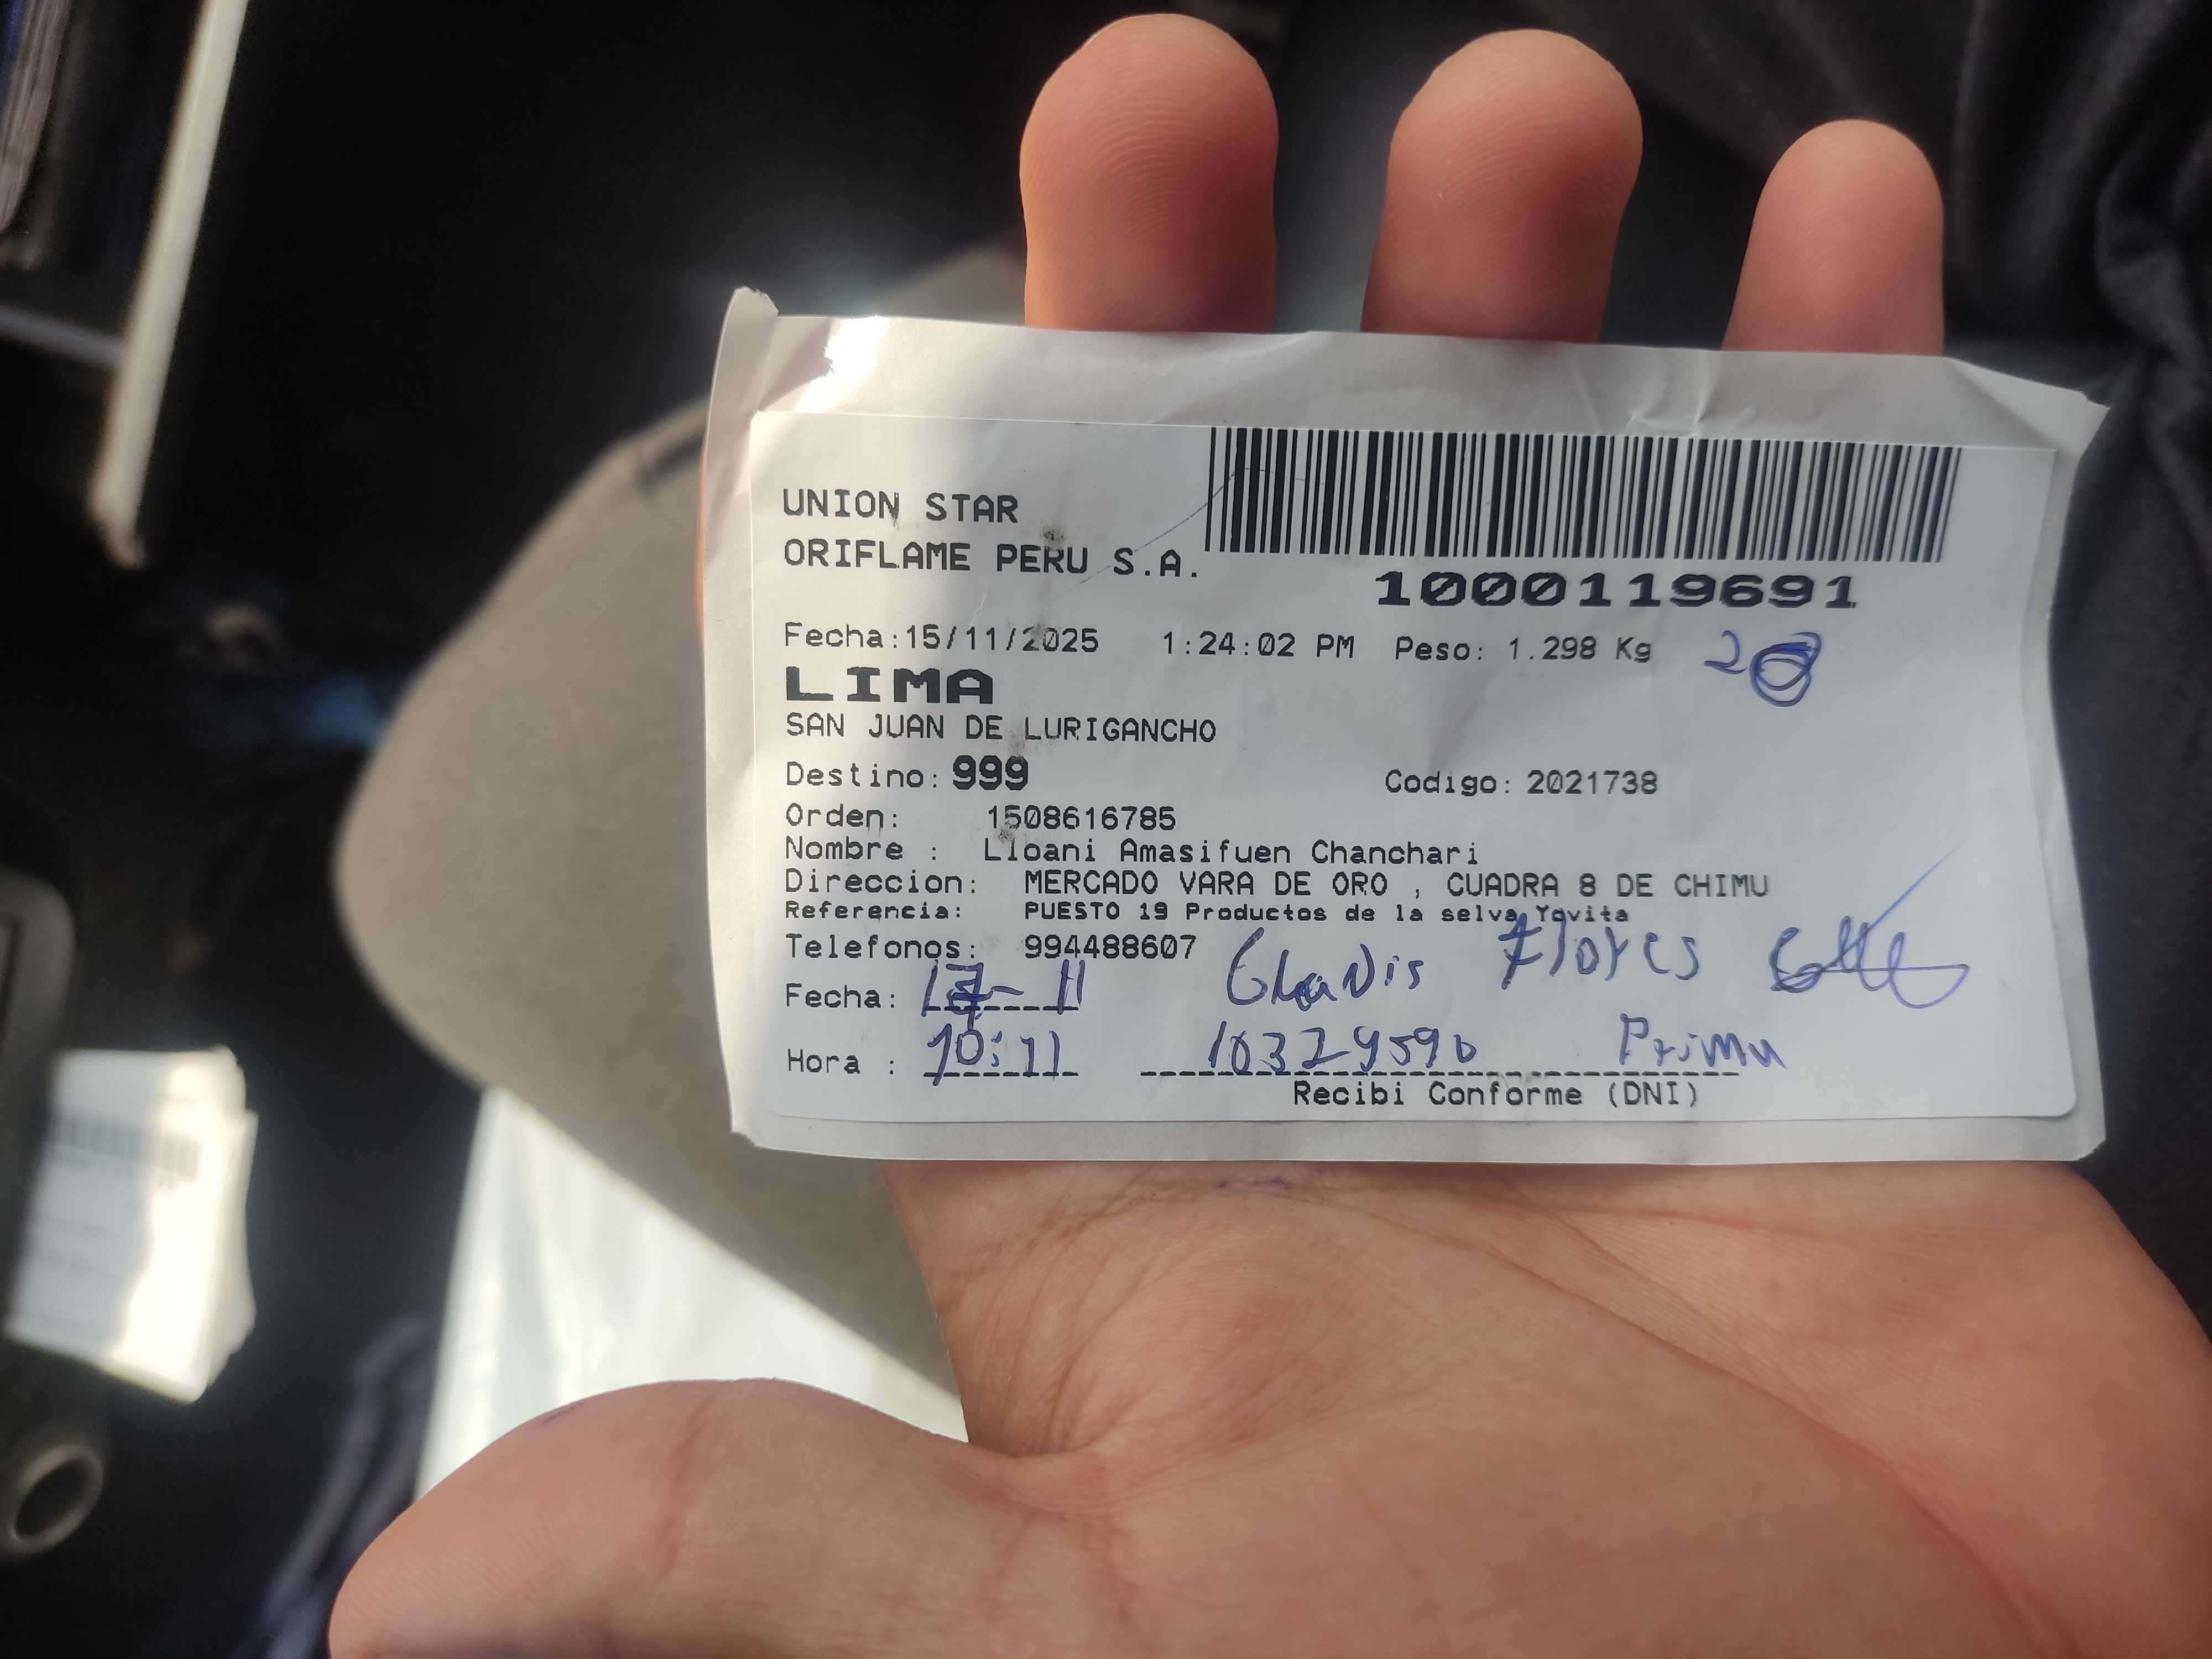 UNION STAR
ORIFLAME PERU S.A.
1000119691
Fecha:15/11/2025 1:24:02 PM Peso: 1.298 Kg
LIMA
SAN JUAN DE LURIGANCHO
Destino: 999 Codigo: 2021738
Orden: 1508616785
Nombre : Lloani Amasifuen Chanchari
Direccion: MERCADO VARA DE ORO , CUADRA 8 DE CHIMU
Referencia: PUESTO 19 Productos de la selva Yovita
Telefonos: 994488607
Fecha: 17-11 Gladis Flores
Hora : 10:11 10329590 Prima
Recibi Conforme (DNI)